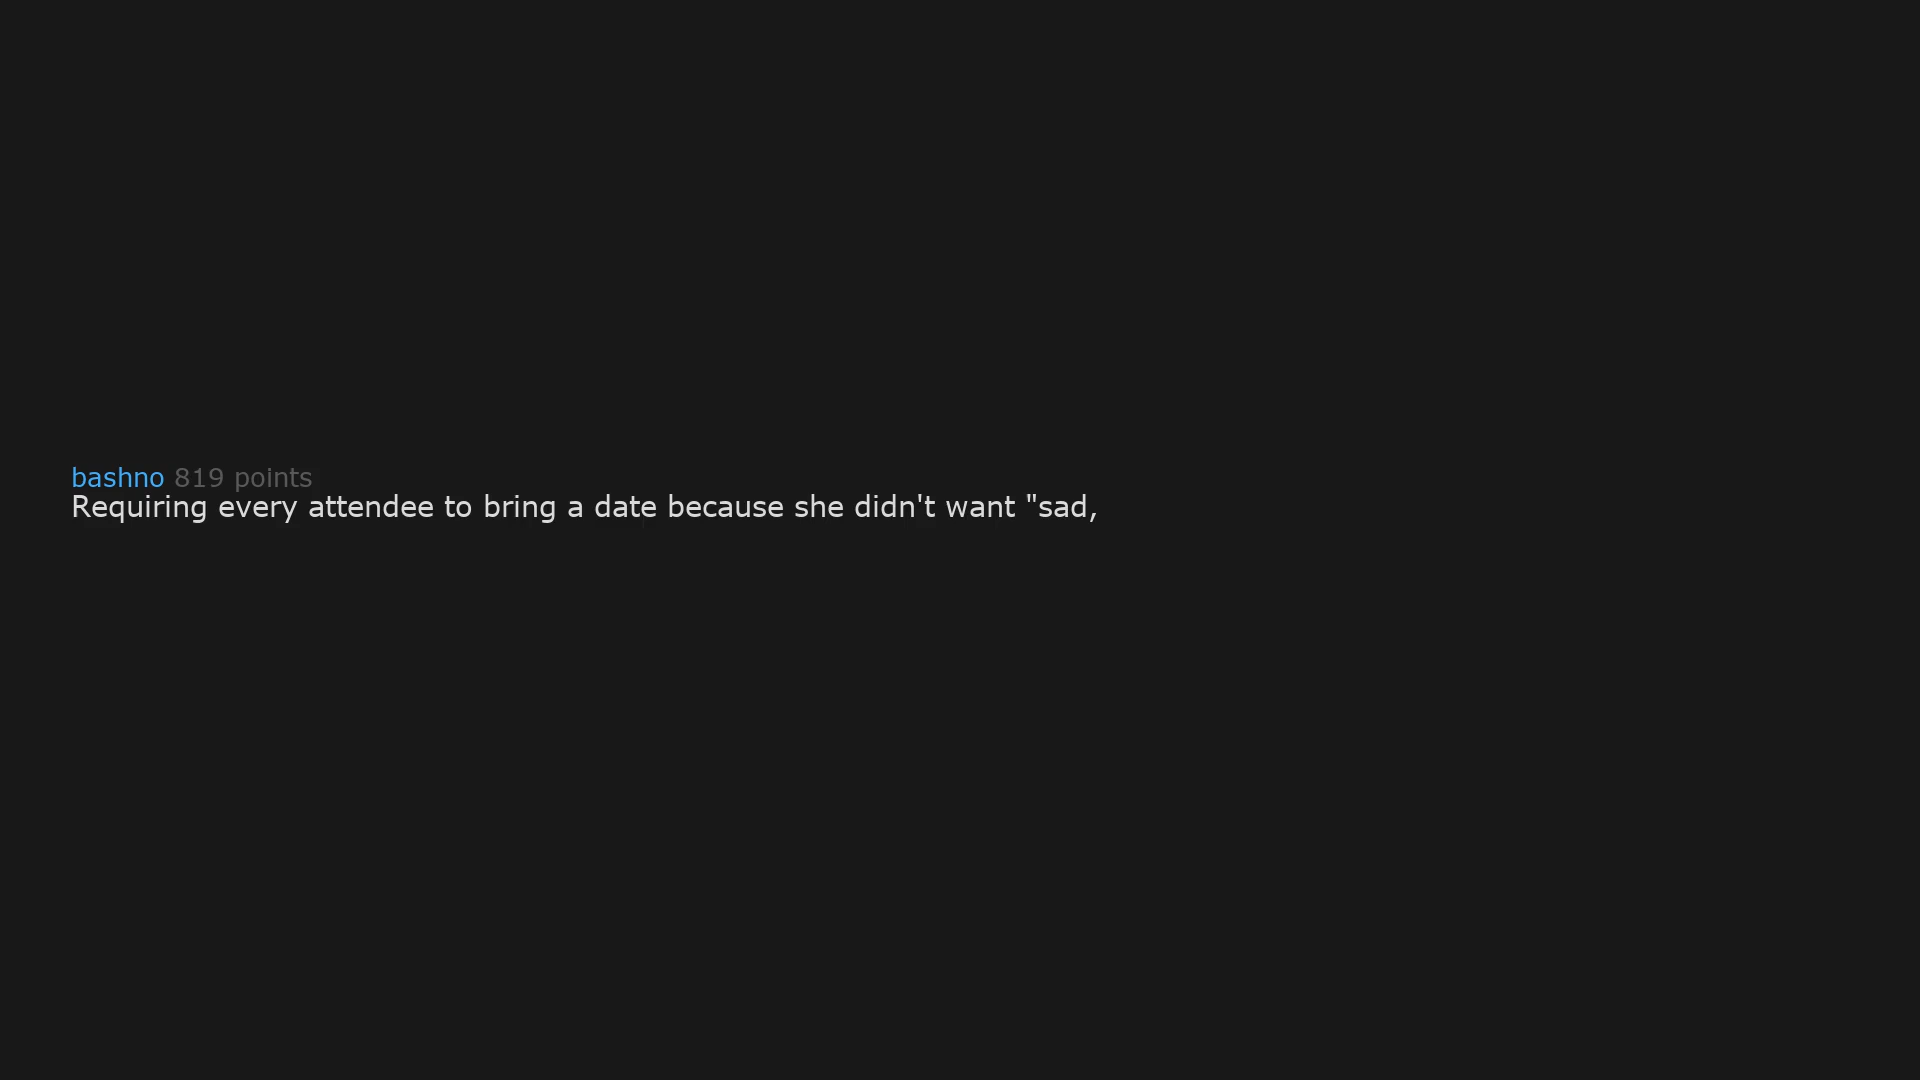 bashno 819 points
Requiring every attendee to bring a date because she didn't want "sad,